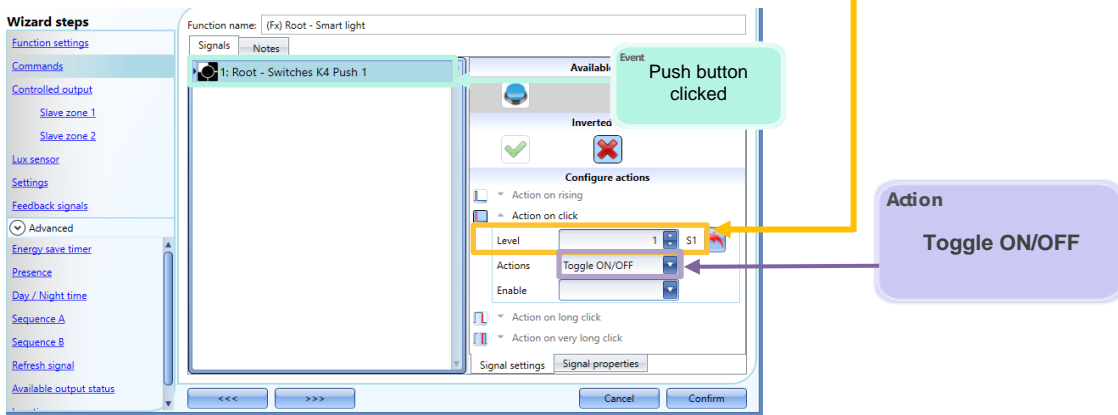 Wizard steps
Function settings
Commands
Controlled output
Slave zone 1
Slave zone 2
Lux sensor
Settings
Feedback signals
Advanced
Energy save timer
Presence
Day / Night time
Sequence A
Sequence B
Refresh signal
Available output status
Function name: (Fx) Root - Smart light
Signals Notes
1: Root - Switches K4 Push 1
Available
Inverted
Configure actions
Action on rising
Action on click
Level 1 S1
Actions Toggle ON/OFF
Enable
Action on long click
Action on very long click
Signal settings Signal properties
<<< >>> Cancel Confirm
Event
Push button
clicked
Action
Toggle ON/OFF